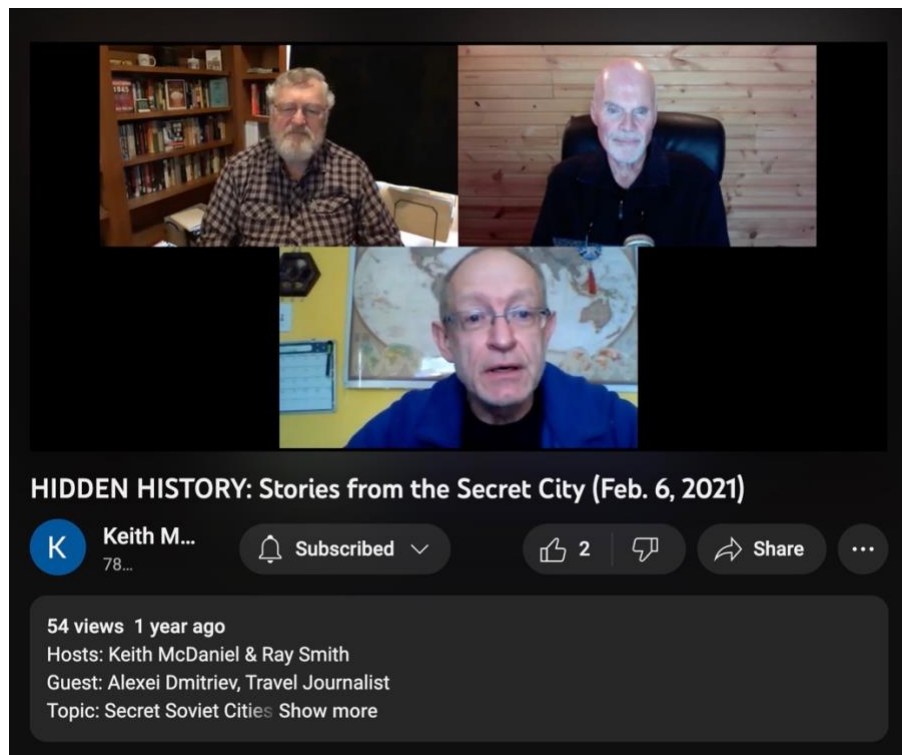 HIDDEN HISTORY: Stories from the Secret City (Feb. 6, 2021)
K
Keith M...
78...
Subscribed
2
Share
54 views 1 year ago
Hosts: Keith McDaniel & Ray Smith
Guest: Alexei Dmitriev, Travel Journalist
Topic: Secret Soviet Cities Show more